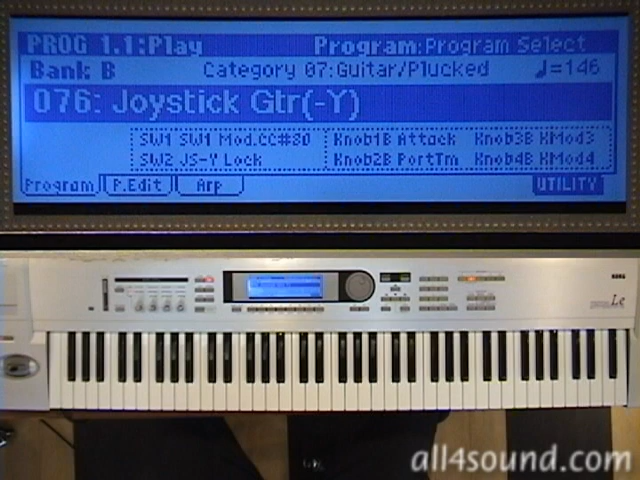 PROG 1.1:Play Program:Program Select
Bank B Category 07:Guitar/Plucked ♩=146
076: Joystick Gtr(-Y)
SW1 SW1 Mod.CC#80 Knob1B Attack Knob3B KMod3
SW2 JS-Y Lock Knob2B PortTm Knob4B KMod4
Program P.Edit Arp UTILITY
KORG
Le
all4sound.com